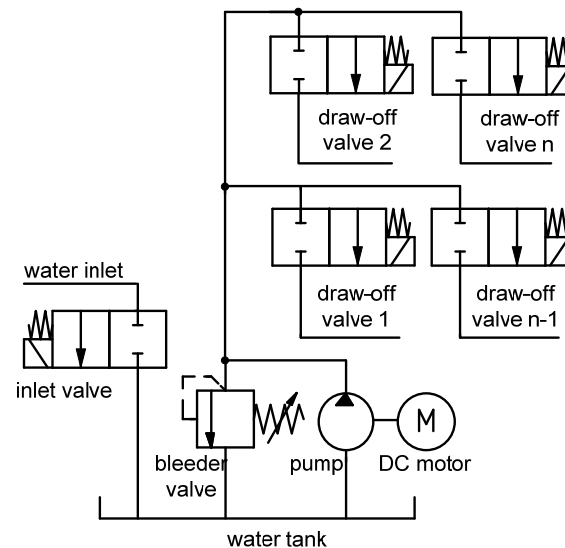 draw-off
valve 2
draw-off
valve n
draw-off
valve 1
draw-off
valve n-1
water inlet
inlet valve
bleeder
valve
pump
M
DC motor
water tank